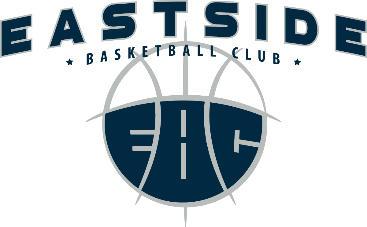 EASTSIDE
★ BASKETBALL CLUB ★
EBC